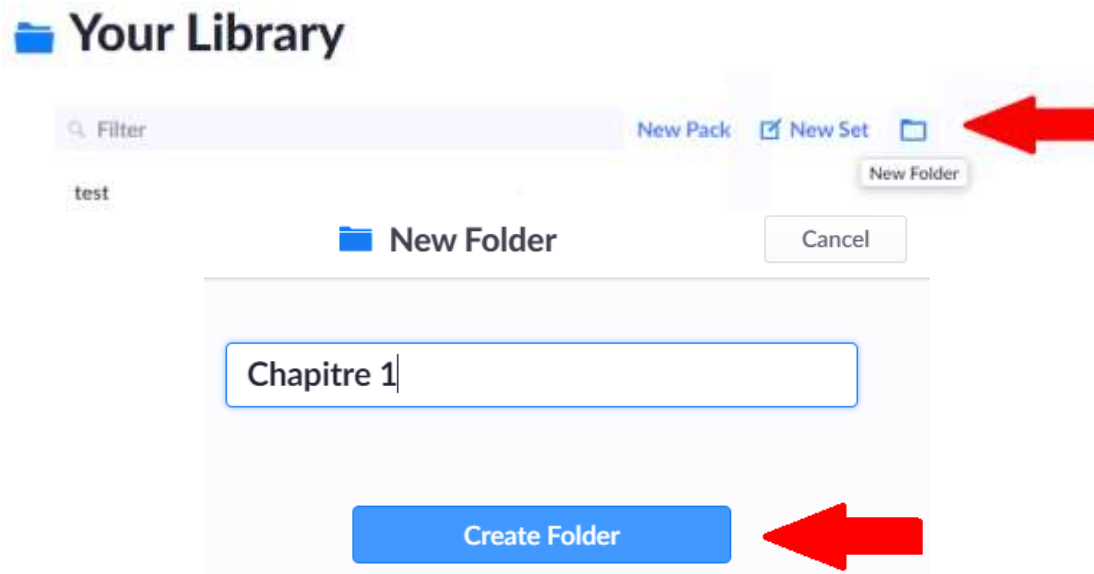 Your Library
Filter
New Pack New Set
New Folder
test
New Folder Cancel
Chapitre 1
Create Folder